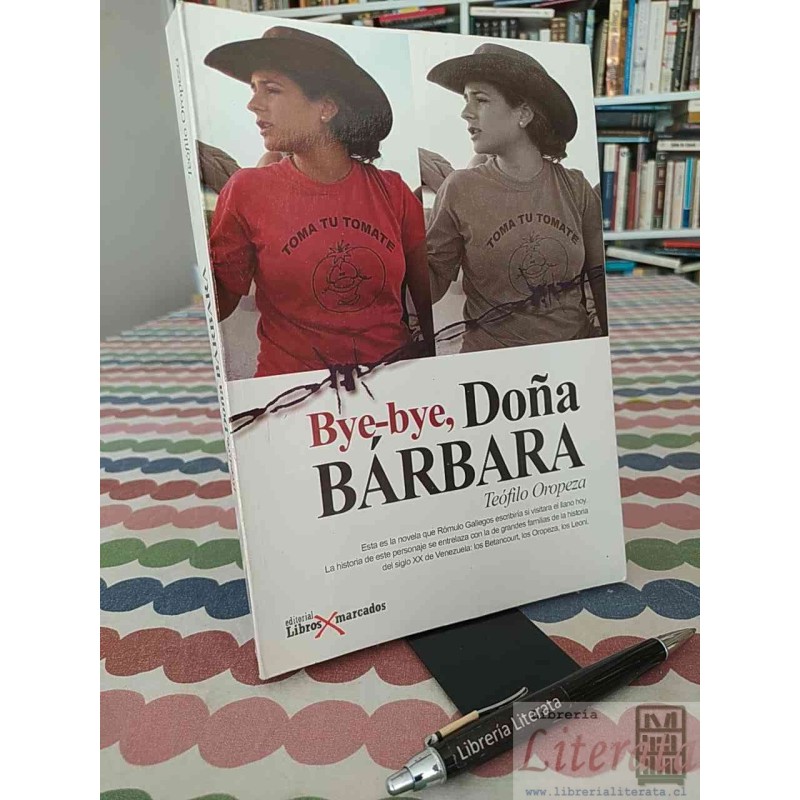 Teófilo Oropeza
BÁRBARA
TOMA TU TOMATE
TOMA TU TOMATE
Bye-bye, Doña
BÁRBARA
Teófilo Oropeza
Esta es la novela que Rómulo Gallegos escribiría si visitara el llano hoy.
La historia de este personaje se entrelaza con la de grandes familias de la historia
del siglo XX de Venezuela: los Betancourt, los Oropeza, los Leoni.
editorial
Libros X marcados
Librería Literata
librería
Literata
www.librerialiterata.cl